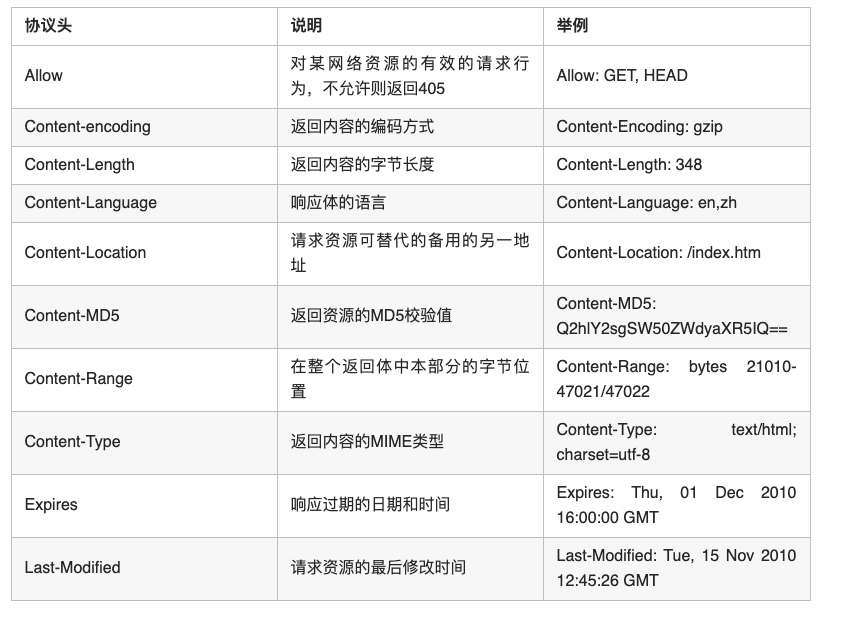 协议头 说明 举例
Allow 对某网络资源的有效的请求行 Allow: GET, HEAD
为，不允许则返回405
Content-encoding 返回内容的编码方式 Content-Encoding: gzip
Content-Length 返回内容的字节长度 Content-Length: 348
Content-Language 响应体的语言 Content-Language: en,zh
Content-Location 请求资源可替代的备用的另一地 Content-Location: /index.htm
址
Content-MD5 返回资源的MD5校验值 Content-MD5:
Q2hlY2sgSW50ZWdyaXR5IQ==
Content-Range 在整个返回体中本部分的字节位 Content-Range: bytes 21010-
置 47021/47022
Content-Type 返回内容的MIME类型 Content-Type: text/html;
charset=utf-8
Expires 响应过期的日期和时间 Expires: Thu, 01 Dec 2010
16:00:00 GMT
Last-Modified 请求资源的最后修改时间 Last-Modified: Tue, 15 Nov 2010
12:45:26 GMT